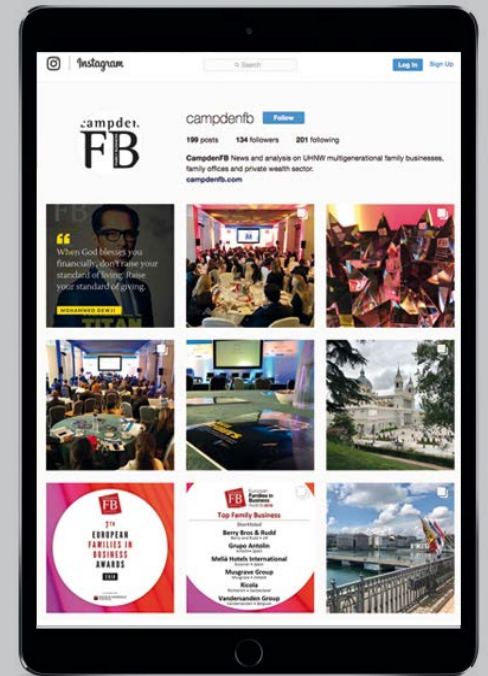 Instagram
Search
Log In
Sign Up
campden
FB
campdenfb
Follow
199 posts 134 followers 201 following
CampdenFB News and analysis on UHNW multigenerational family businesses,
family offices and private wealth sector.
campdenfb.com
FB
When God blesses you
financially, don't raise your
standard of living. Raise
your standard of giving.
MOHAMMED DEWJI
TITAN
FB
7TH
EUROPEAN
FAMILIES IN
BUSINESS
AWARDS
2018
FB
European
Families in
Business
Top Family Business
Shortlisted
Berry Bros & Rudd
Grupo Antolin
Meliá Hotels International
Musgrave Group
Ricola
Vandersanden Group